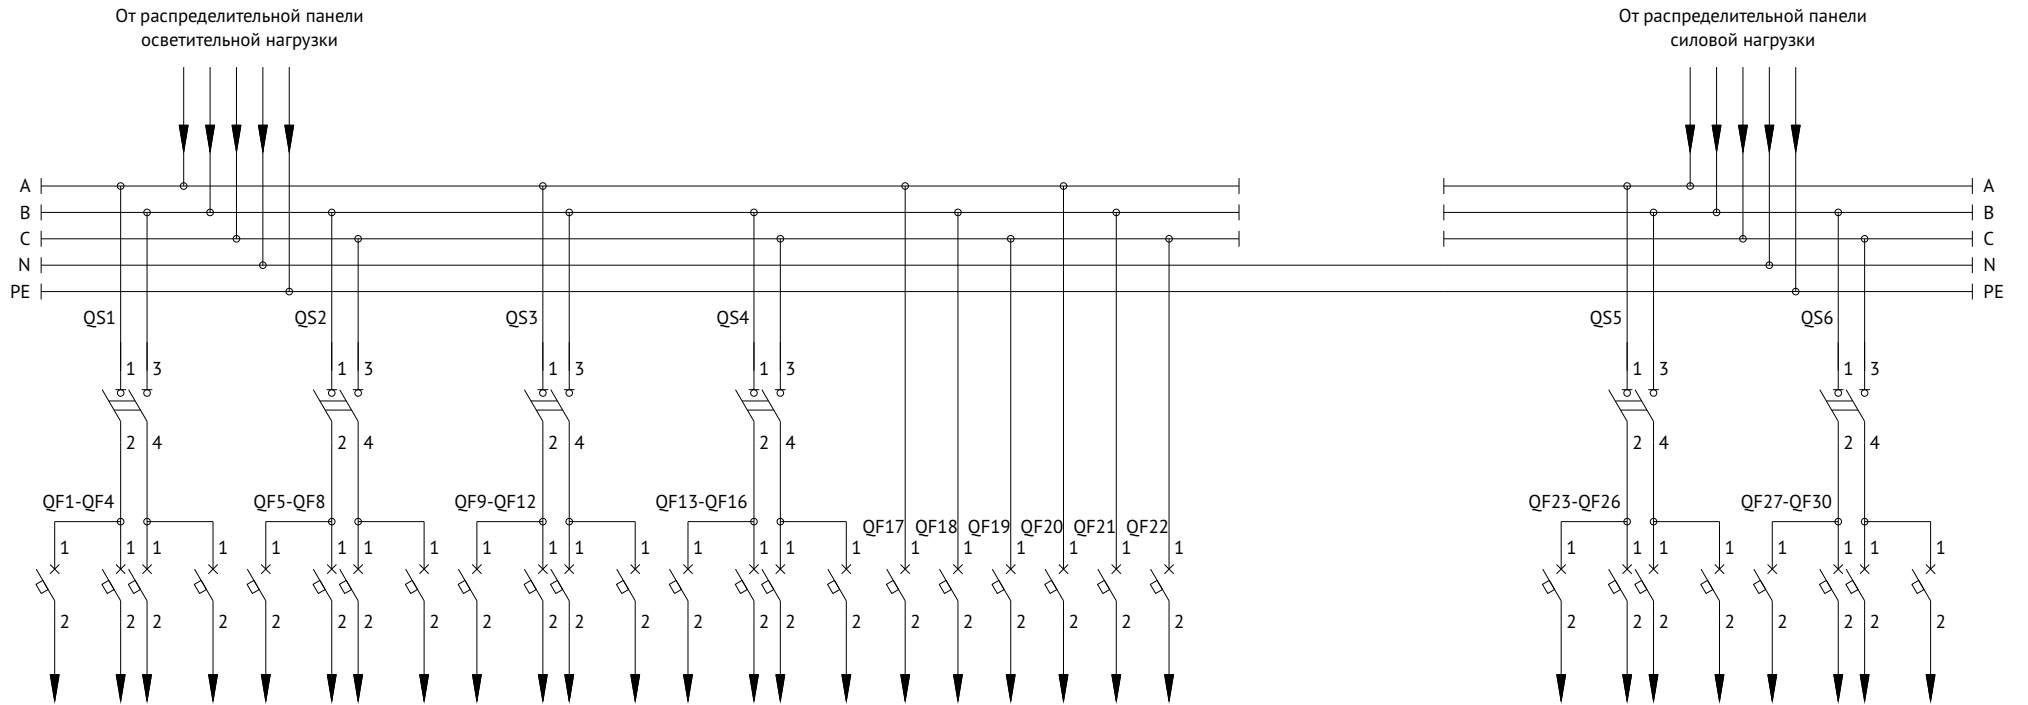 От распределительной панели
осветительной нагрузки
От распределительной панели
силовой нагрузки
A A
B B
C C
N N
PE PE
QS1 QS2 QS3 QS4 QS5 QS6
1 3 1 3 1 3 1 3 1 3 1 3
2 4 2 4 2 4 2 4 2 4 2 4
QF1-QF4 QF5-QF8 QF9-QF12 QF13-QF16 QF23-QF26 QF27-QF30
QF17 QF18 QF19 QF20 QF21 QF22
1 1 1 1 1 1 1 1 1 1 1 1 1 1 1 1 1 1 1 1 1 1 1 1 1 1 1 1 1 1
2 2 2 2 2 2 2 2 2 2 2 2 2 2 2 2 2 2 2 2 2 2 2 2 2 2 2 2 2 2